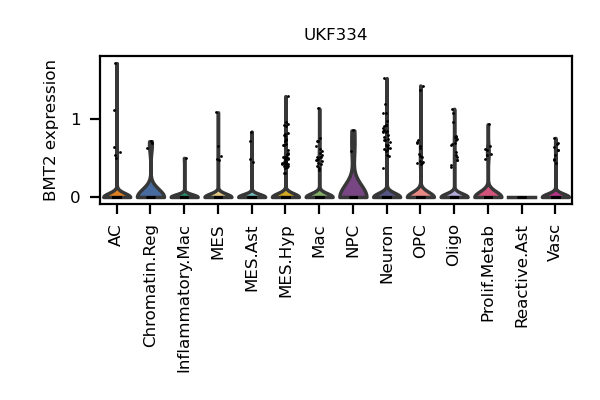 UKF334
BMT2 expression
1
0
AC
Chromatin.Reg
Inflammatory.Mac
MES
MES.Ast
MES.Hyp
Mac
NPC
Neuron
OPC
Oligo
Prolif.Metab
Reactive.Ast
Vasc